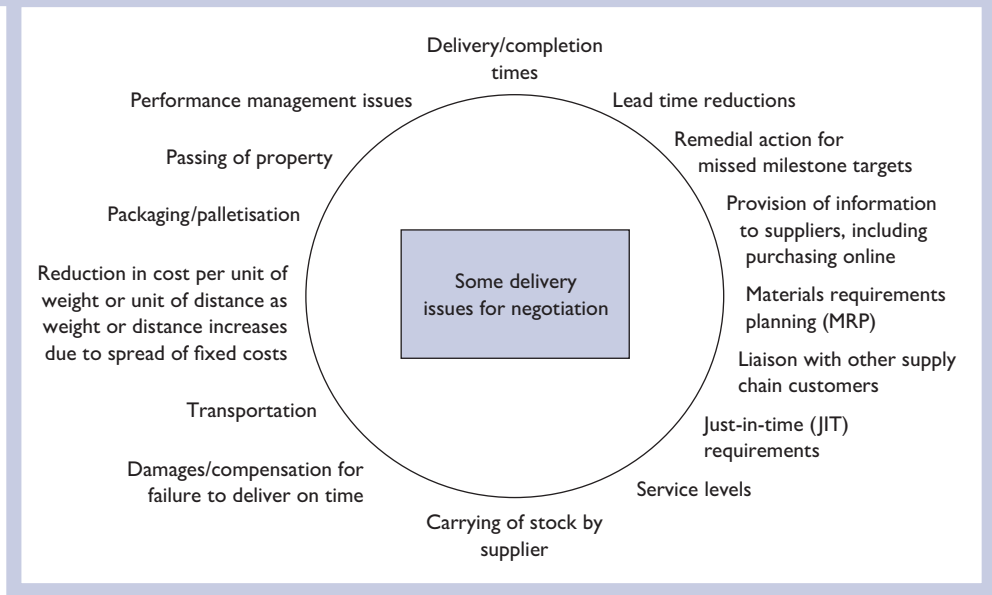 Delivery/completion
times
Lead time reductions
Remedial action for
missed milestone targets
Provision of information
to suppliers, including
purchasing online
Materials requirements
planning (MRP)
Liaison with other supply
chain customers
Just-in-time (JIT)
requirements
Service levels
Carrying of stock by
supplier
Damages/compensation for
failure to deliver on time
Transportation
Reduction in cost per unit of
weight or unit of distance as
weight or distance increases
due to spread of fixed costs
Packaging/palletisation
Passing of property
Performance management issues
Some delivery
issues for negotiation